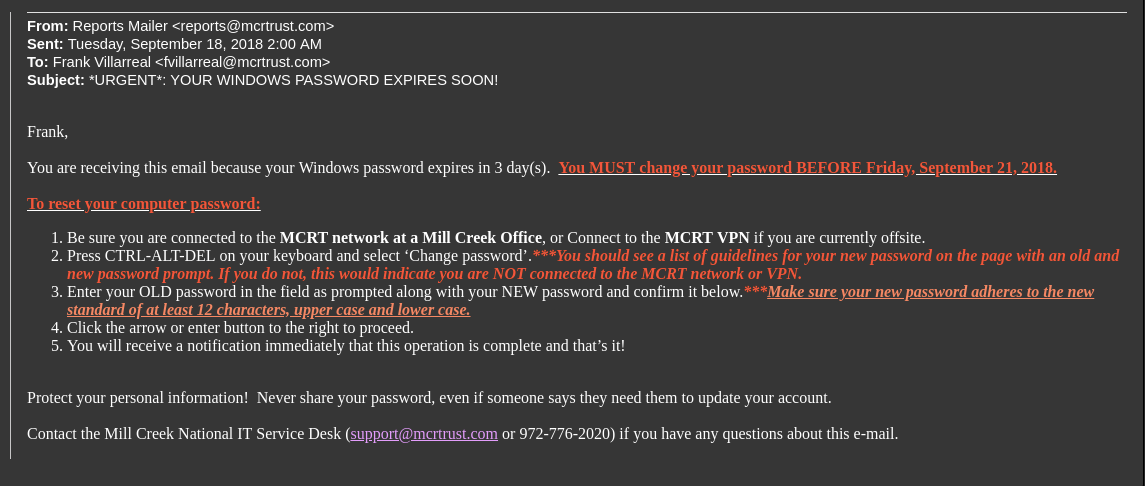 From: Reports Mailer <reports@mcrtrust.com>
Sent: Tuesday, September 18, 2018 2:00 AM
To: Frank Villarreal <fvillarreal@mcrtrust.com>
Subject: *URGENT*: YOUR WINDOWS PASSWORD EXPIRES SOON!
Frank,
You are receiving this email because your Windows password expires in 3 day(s).  You MUST change your password BEFORE Friday, September 21, 2018.
To reset your computer password:
1. Be sure you are connected to the MCRT network at a Mill Creek Office, or Connect to the MCRT VPN if you are currently offsite.
2. Press CTRL-ALT-DEL on your keyboard and select ‘Change password’.***You should see a list of guidelines for your new password on the page with an old and
new password prompt. If you do not, this would indicate you are NOT connected to the MCRT network or VPN.
3. Enter your OLD password in the field as prompted along with your NEW password and confirm it below.***Make sure your new password adheres to the new
standard of at least 12 characters, upper case and lower case.
4. Click the arrow or enter button to the right to proceed.
5. You will receive a notification immediately that this operation is complete and that’s it!
Protect your personal information!  Never share your password, even if someone says they need them to update your account.
Contact the Mill Creek National IT Service Desk (support@mcrtrust.com or 972-776-2020) if you have any questions about this e-mail.